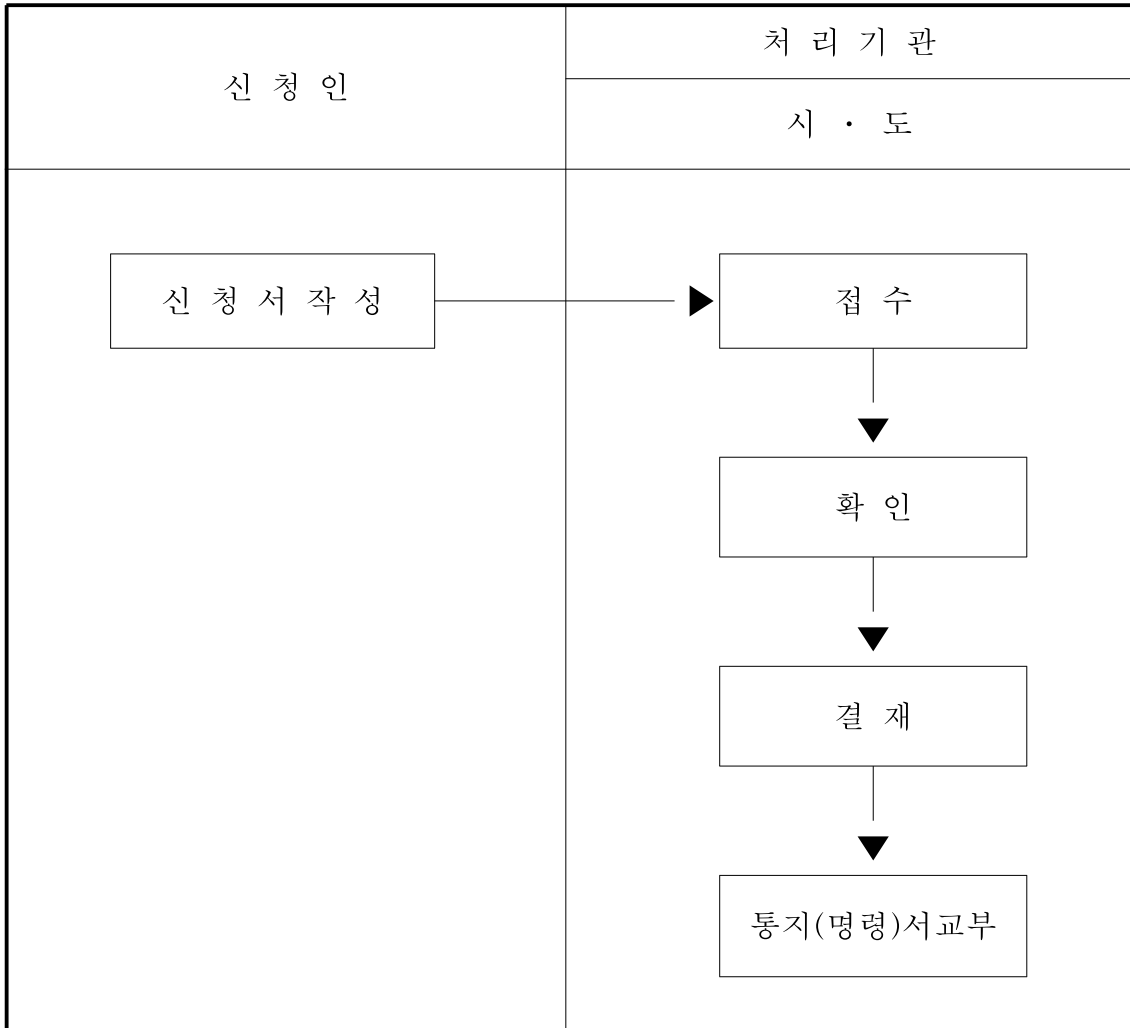 신 청 인
처 리 기 관
시 · 도
신 청 서 작 성
접 수
확 인
결 재
통지(명령)서교부